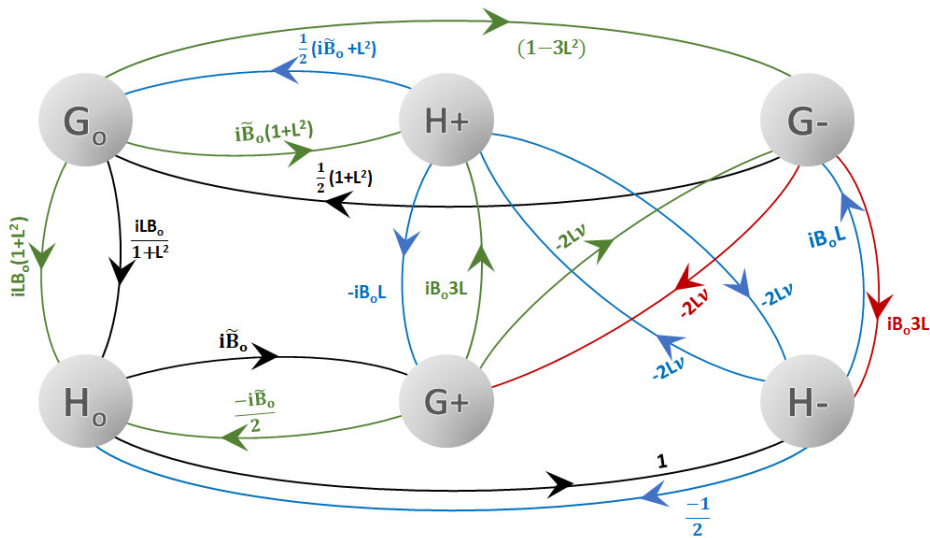 ½(iB̃ₒ+L²)
(1−3L²)
Gₒ
H+
G-
iB̃ₒ(1+L²)
½(1+L²)
iLBₒ(1+L²)
iLBₒ/1+L²
-2Lν
iBₒL
-iBₒL
iBₒ3L
-2Lν
-2Lν
iBₒ3L
iB̃ₒ
-2Lν
Hₒ
G+
H-
-iB̃ₒ/2
1
-1/2